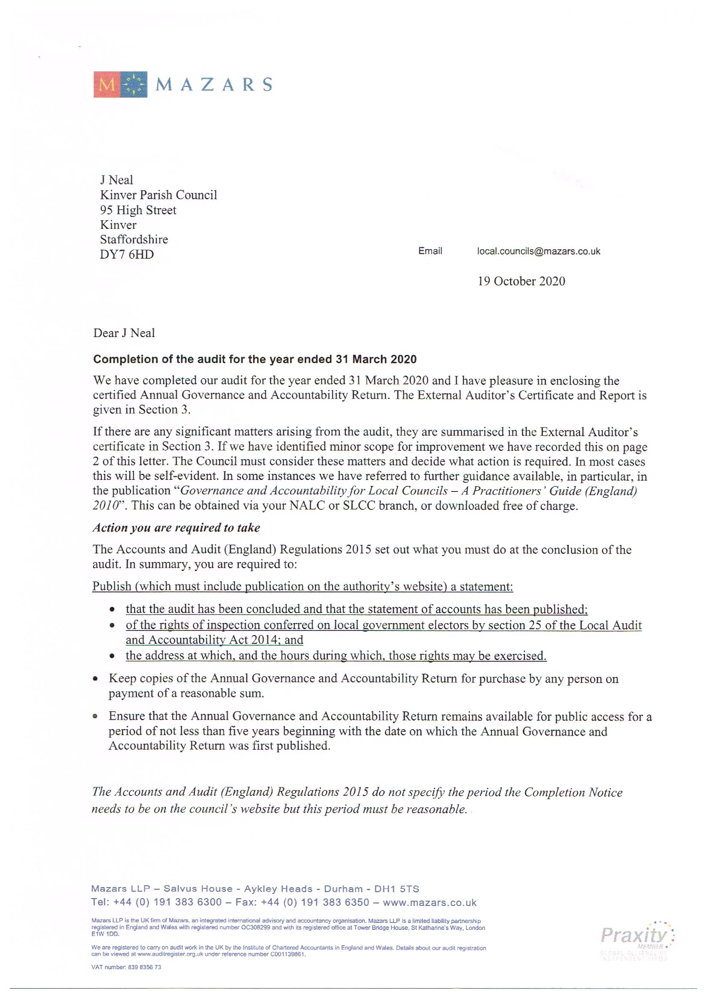 M MAZARS
J Neal
Kinver Parish Council
95 High Street
Kinver
Staffordshire
DY7 6HD
Email local.councils@mazars.co.uk
19 October 2020
Dear J Neal
Completion of the audit for the year ended 31 March 2020
We have completed our audit for the year ended 31 March 2020 and I have pleasure in enclosing the
certified Annual Governance and Accountability Return. The External Auditor's Certificate and Report is
given in Section 3.
If there are any significant matters arising from the audit, they are summarised in the External Auditor's
certificate in Section 3. If we have identified minor scope for improvement we have recorded this on page
2 of this letter. The Council must consider these matters and decide what action is required. In most cases
this will be self-evident. In some instances we have referred to further guidance available, in particular, in
the publication “Governance and Accountability for Local Councils – A Practitioners’ Guide (England)
2010”. This can be obtained via your NALC or SLCC branch, or downloaded free of charge.
Action you are required to take
The Accounts and Audit (England) Regulations 2015 set out what you must do at the conclusion of the
audit. In summary, you are required to:
Publish (which must include publication on the authority's website) a statement:
• that the audit has been concluded and that the statement of accounts has been published;
• of the rights of inspection conferred on local government electors by section 25 of the Local Audit
and Accountability Act 2014; and
• the address at which, and the hours during which, those rights may be exercised.
• Keep copies of the Annual Governance and Accountability Return for purchase by any person on
payment of a reasonable sum.
• Ensure that the Annual Governance and Accountability Return remains available for public access for a
period of not less than five years beginning with the date on which the Annual Governance and
Accountability Return was first published.
The Accounts and Audit (England) Regulations 2015 do not specify the period the Completion Notice
needs to be on the council's website but this period must be reasonable.
Mazars LLP – Salvus House - Aykley Heads - Durham - DH1 5TS
Tel: +44 (0) 191 383 6300 – Fax: +44 (0) 191 383 6350 – www.mazars.co.uk
Mazars LLP is the UK firm of Mazars, an integrated international advisory and accountancy organisation. Mazars LLP is a limited liability partnership
registered in England and Wales with registered number OC308299 and with its registered office at Tower Bridge House, St Katharine's Way, London
E1W 1DD.
We are registered to carry on audit work in the UK by the Institute of Chartered Accountants in England and Wales. Details about our audit registration
can be viewed at www.auditregister.org.uk under reference number C001139861.
VAT number: 839 8356 73
Praxity
MEMBER
GLOBAL ALLIANCE OF
INDEPENDENT FIRMS